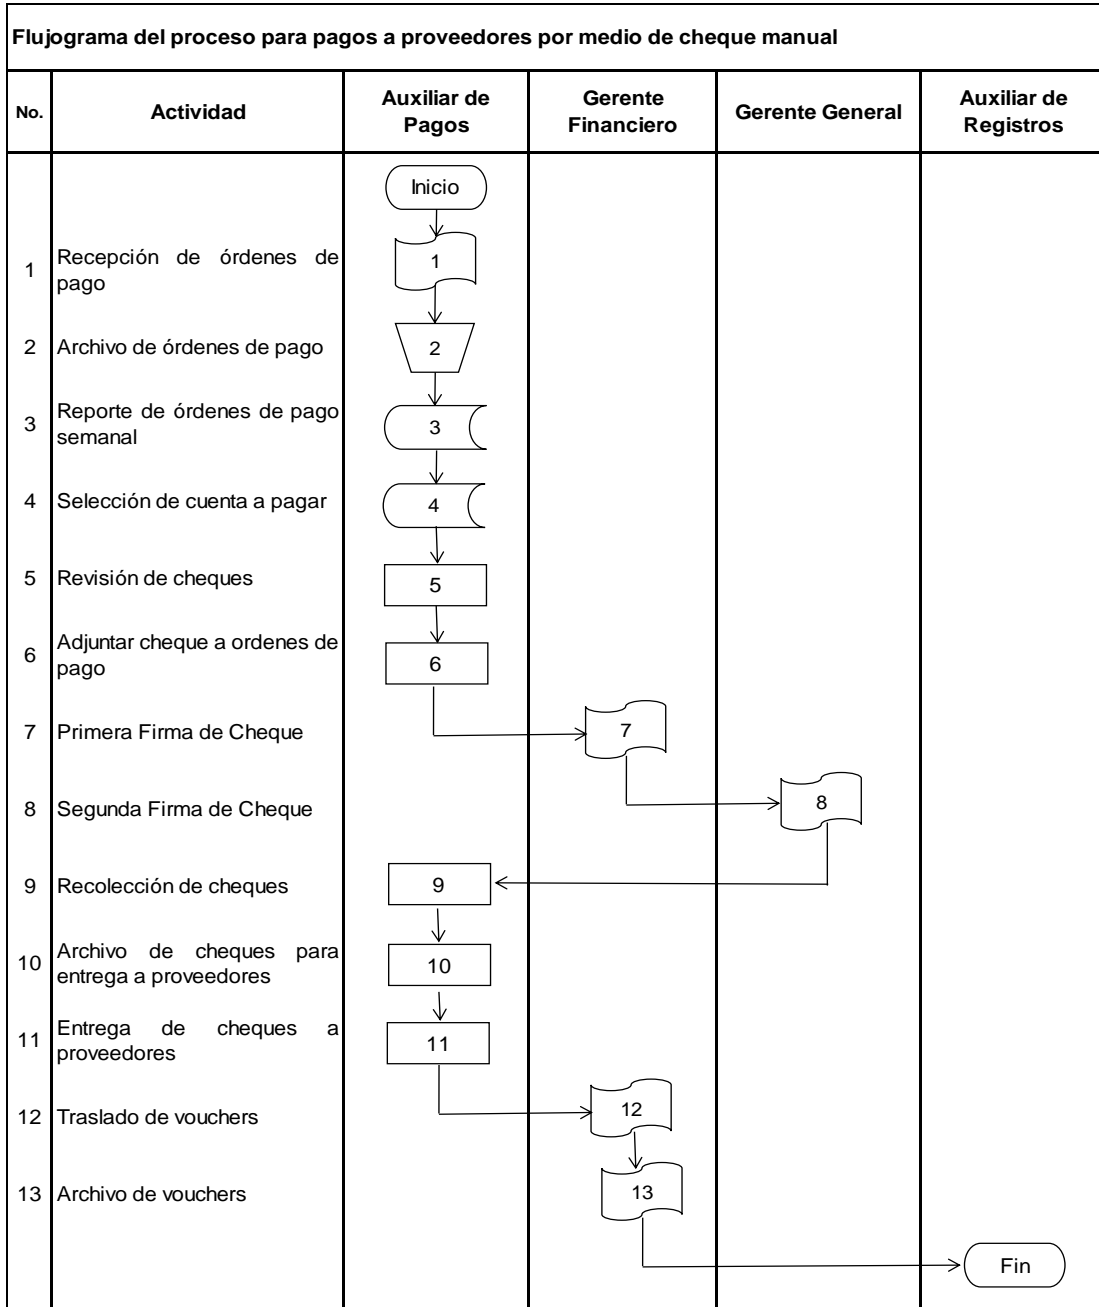 Flujograma del proceso para pagos a proveedores por medio de cheque manual
No. Actividad Auxiliar de Pagos Gerente Financiero Gerente General Auxiliar de Registros
Inicio
1 Recepción de órdenes de pago 1
2 Archivo de órdenes de pago 2
3 Reporte de órdenes de pago semanal 3
4 Selección de cuenta a pagar 4
5 Revisión de cheques 5
6 Adjuntar cheque a ordenes de pago 6
7 Primera Firma de Cheque 7
8 Segunda Firma de Cheque 8
9 Recolección de cheques 9
10 Archivo de cheques para entrega a proveedores 10
11 Entrega de cheques a proveedores 11
12 Traslado de vouchers 12
13 Archivo de vouchers 13
Fin